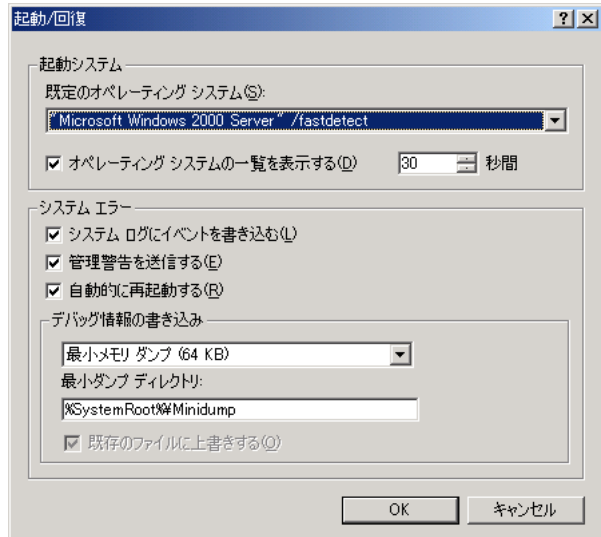 起動/回復
起動システム
既定のオペレーティング システム(S):
"Microsoft Windows 2000 Server" /fastdetect
オペレーティング システムの一覧を表示する(D) 30 秒間
システム エラー
システム ログにイベントを書き込む(L)
管理警告を送信する(E)
自動的に再起動する(R)
デバッグ情報の書き込み
最小メモリ ダンプ (64 KB)
最小ダンプ ディレクトリ:
%SystemRoot%¥Minidump
既存のファイルに上書きする(O)
OK キャンセル